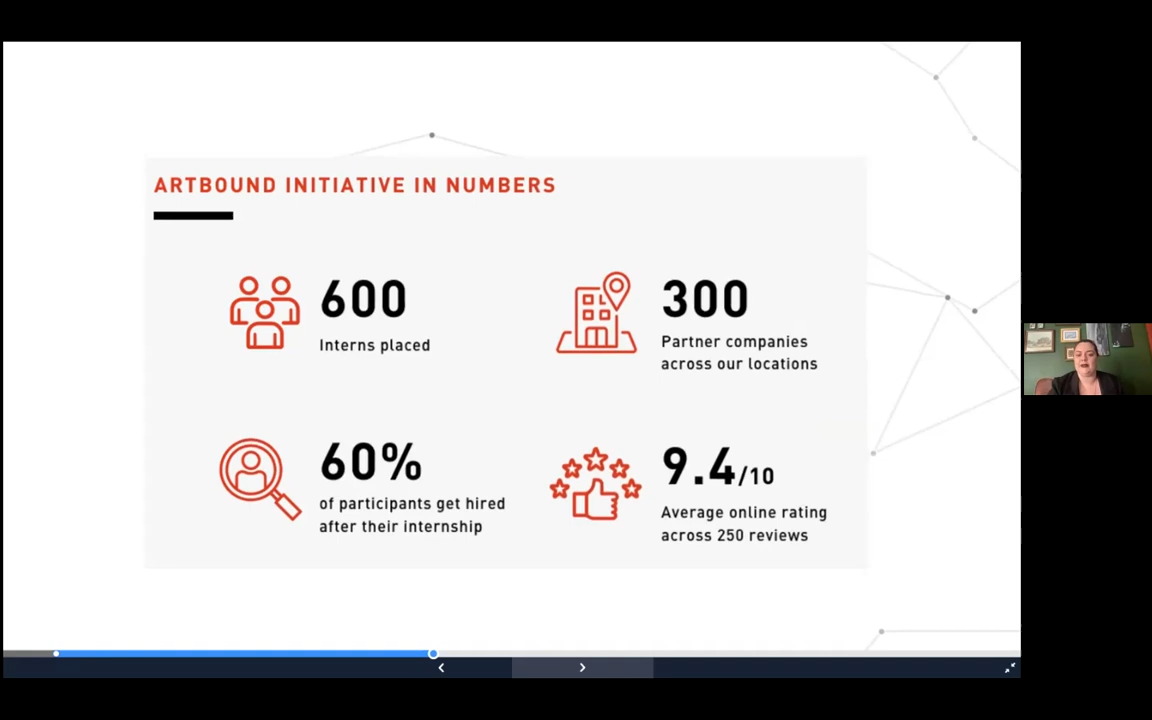 ARTBOUND INITIATIVE IN NUMBERS
600
Interns placed
300
Partner companies
across our locations
60%
of participants get hired
after their internship
9.4/10
Average online rating
across 250 reviews